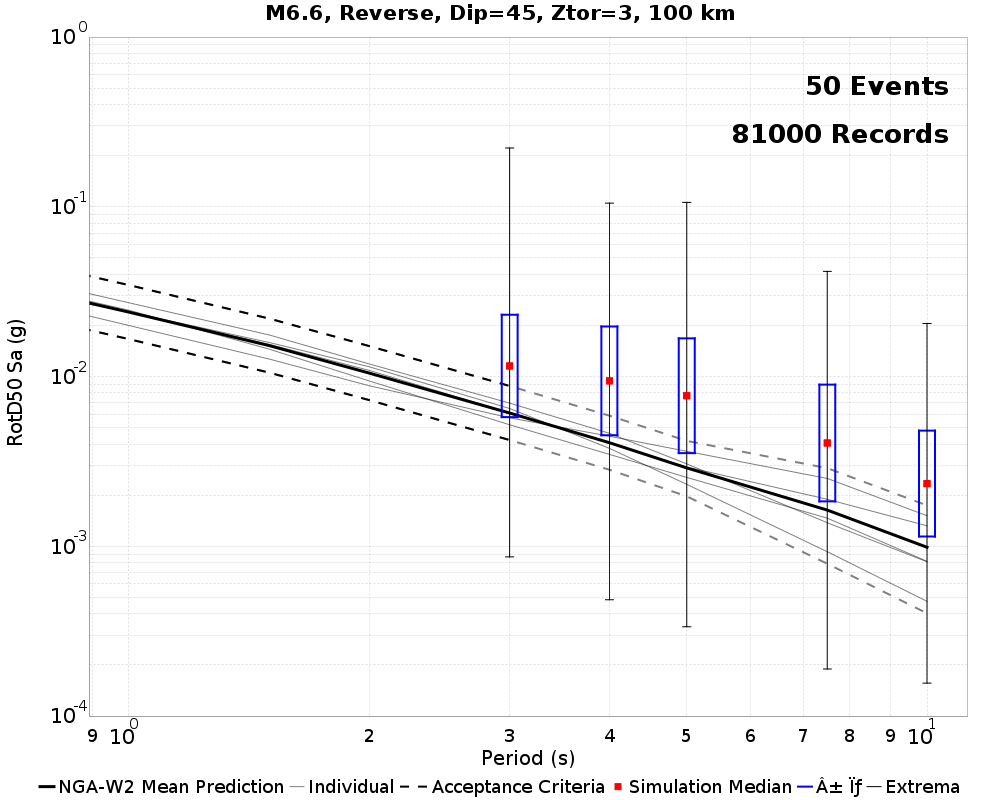 M6.6, Reverse, Dip=45, Ztor=3, 100 km
50 Events
81000 Records
RotD50 Sa (g)
10^0
10^-1
10^-2
10^-3
10^-4
9 10^0 2 3 4 5 6 7 8 9 10^1
Period (s)
NGA-W2 Mean Prediction Individual Acceptance Criteria Simulation Median Â± Ïƒ Extrema